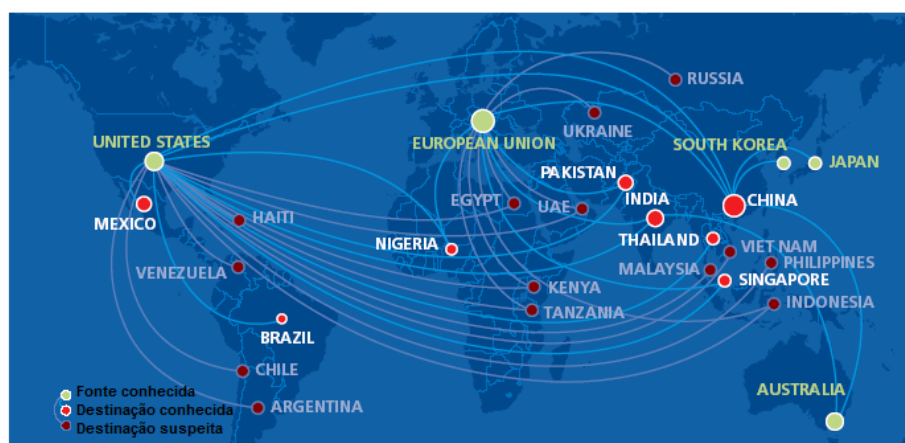 RUSSIA
UNITED STATES
EUROPEAN UNION
UKRAINE
SOUTH KOREA
JAPAN
PAKISTAN
MEXICO
HAITI
EGYPT
UAE
INDIA
CHINA
NIGERIA
THAILAND
VIET NAM
VENEZUELA
MALAYSIA
PHILIPPINES
KENYA
SINGAPORE
TANZANIA
INDONESIA
BRAZIL
CHILE
AUSTRALIA
ARGENTINA
Fonte conhecida
Destinação conhecida
Destinação suspeita